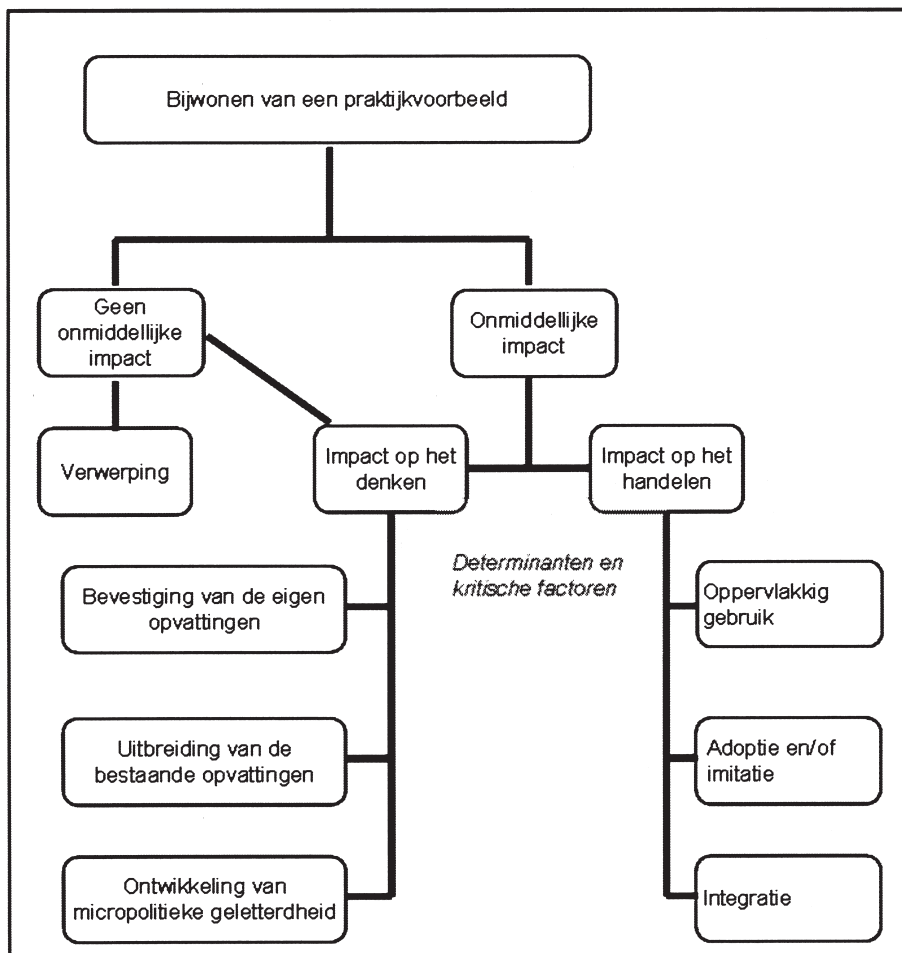 Bijwonen van een praktijkvoorbeeld
Geen
onmiddellijke
impact
Onmiddellijke
impact
Verwerping
Impact op het
denken
Impact op het
handelen
Determinanten en
kritische factoren
Bevestiging van de eigen
opvattingen
Oppervlakkig
gebruik
Uitbreiding van de
bestaande opvattingen
Adoptie en/of
imitatie
Ontwikkeling van
micropolitieke geletterdheid
Integratie